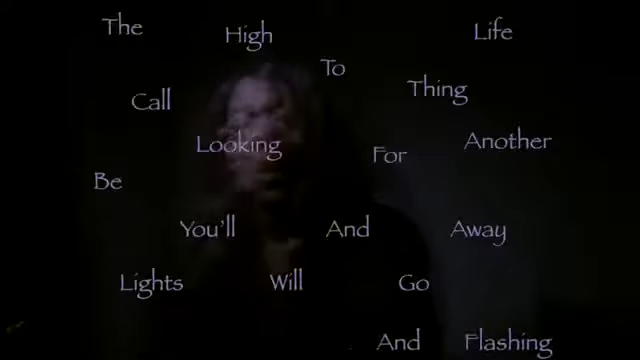 The High Life
To
Call Thing
Looking For Another
Be
You'll And Away
Lights Will Go
And Flashing